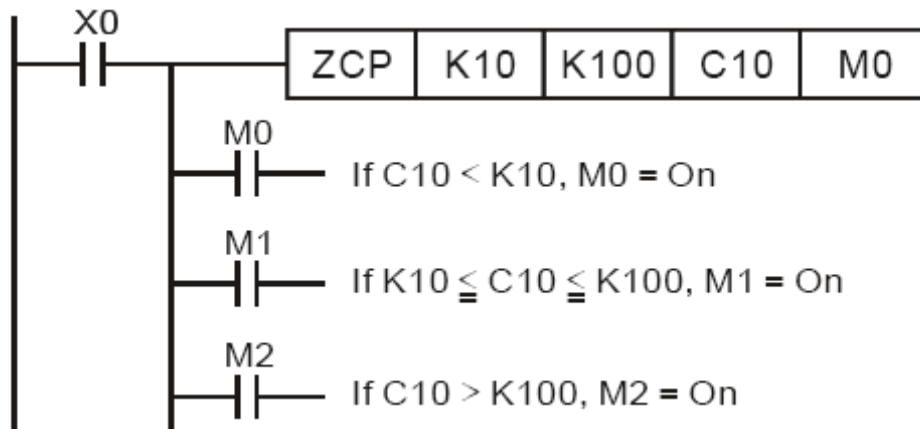 X0
ZCP K10 K100 C10 M0
M0
If C10 < K10, M0 = On
M1
If K10 ≦ C10 ≦ K100, M1 = On
M2
If C10 > K100, M2 = On